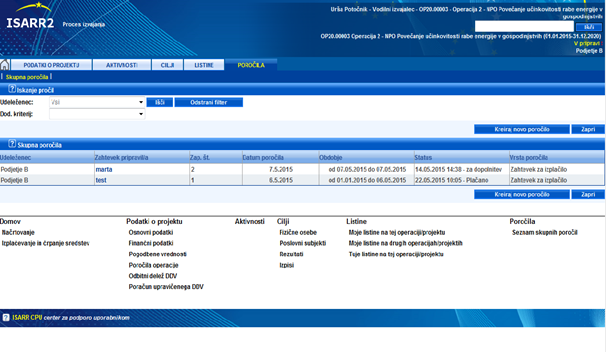 Urša Potočnik - Vodilni izvajalec - OP20.00003 - Operacija 2 - NPO Povečanje učinkovitosti rabe energije v gospodinjstvih
ISARR2 Proces izvajanja
Išči
OP20.00003 Operacija 2 - NPO Povečanje učinkovitosti rabe energije v gospodinjstvih (01.01.2015-31.12.2020)
V pripravi
Podjetje B
PODATKI O PROJEKTU AKTIVNOSTI CILJI LISTINE POROČILA
| Skupna poročila |
? Iskanje pročil
Udeleženec: Vsi Išči Odstrani filter
Dod. kriterij:
Kreiraj novo poročilo Zapri
? Skupna poročila
Udeleženec Zahtevek pripravil/a Zap. št. Datum poročila Obdobje Status Vrsta poročila
Podjetje B marta 2 7.5.2015 od 07.05.2015 do 07.05.2015 14.05.2015 14:38 - za dopolnitev Zahtevek za izplačilo
Podjetje B test 1 6.5.2015 od 01.01.2015 do 06.05.2015 22.05.2015 10:05 - Plačano Zahtevek za izplačilo
Kreiraj novo poročilo Zapri
Domov Podatki o projektu Aktivnosti Cilji Listine Poročila
Načrtovanje Osnovni podatki Fizične osebe Moje listine na tej operaciji/projektu Seznam skupnih poročil
Izplačevanje in črpanje sredstev Finančni podatki Poslovni subjekti Moje listine na drugih operacijah/projektih
Pogodbene vrednosti Rezultati Tuje listine na tej operaciji/projektu
Poročila operacije Izpisi
Odbitni delež DDV
Poračun upravičenega DDV
? ISARR CPU center za podporo uporabnikom